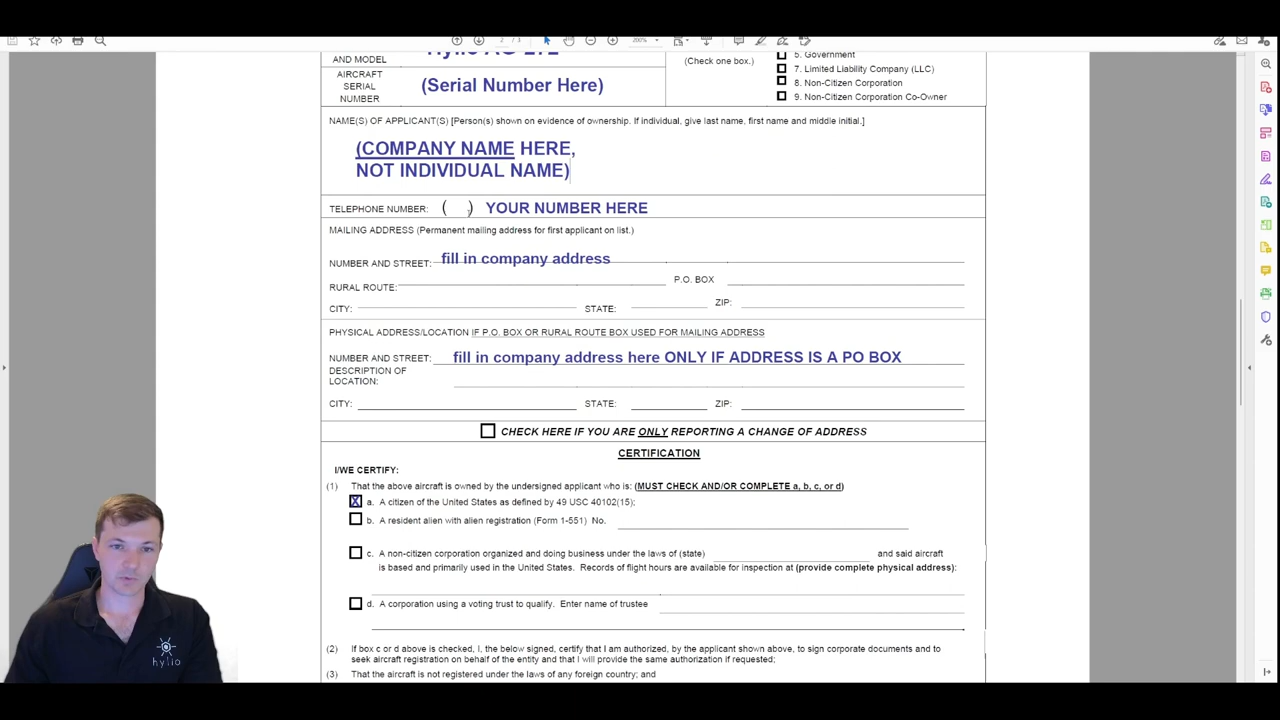 2 / 3
200%
AND MODEL
Hylio AG-272
(Check one box.)
5. Government
7. Limited Liability Company (LLC)
8. Non-Citizen Corporation
9. Non-Citizen Corporation Co-Owner
AIRCRAFT
SERIAL
NUMBER
(Serial Number Here)
NAME(S) OF APPLICANT(S) [Person(s) shown on evidence of ownership. If individual, give last name, first name and middle initial.]
(COMPANY NAME HERE,
NOT INDIVIDUAL NAME)
TELEPHONE NUMBER: ( ) YOUR NUMBER HERE
MAILING ADDRESS (Permanent mailing address for first applicant on list.)
NUMBER AND STREET: fill in company address
RURAL ROUTE: P.O. BOX
CITY: STATE: ZIP:
PHYSICAL ADDRESS/LOCATION IF P.O. BOX OR RURAL ROUTE BOX USED FOR MAILING ADDRESS
NUMBER AND STREET: fill in company address here ONLY IF ADDRESS IS A PO BOX
DESCRIPTION OF
LOCATION:
CITY: STATE: ZIP:
CHECK HERE IF YOU ARE ONLY REPORTING A CHANGE OF ADDRESS
CERTIFICATION
I/WE CERTIFY:
(1) That the above aircraft is owned by the undersigned applicant who is: (MUST CHECK AND/OR COMPLETE a, b, c, or d)
X a. A citizen of the United States as defined by 49 USC 40102(15);
b. A resident alien with alien registration (Form 1-551) No.
c. A non-citizen corporation organized and doing business under the laws of (state) and said aircraft
is based and primarily used in the United States. Records of flight hours are available for inspection at (provide complete physical address):
d. A corporation using a voting trust to qualify. Enter name of trustee
(2) If box c or d above is checked, I, the below signed, certify that I am authorized, by the applicant shown above, to sign corporate documents and to
seek aircraft registration on behalf of the entity and that I will provide the same authorization if requested;
(3) That the aircraft is not registered under the laws of any foreign country; and
hylio